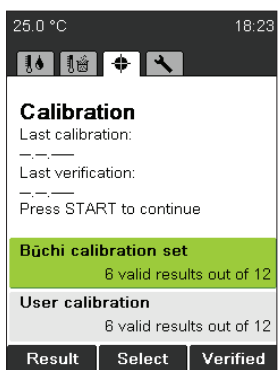 25.0 °C 18:23
Calibration
Last calibration:
–.–.––
Last verification:
–.–.––
Press START to continue
Būchi calibration set
6 valid results out of 12
User calibration
6 valid results out of 12
Result Select Verified